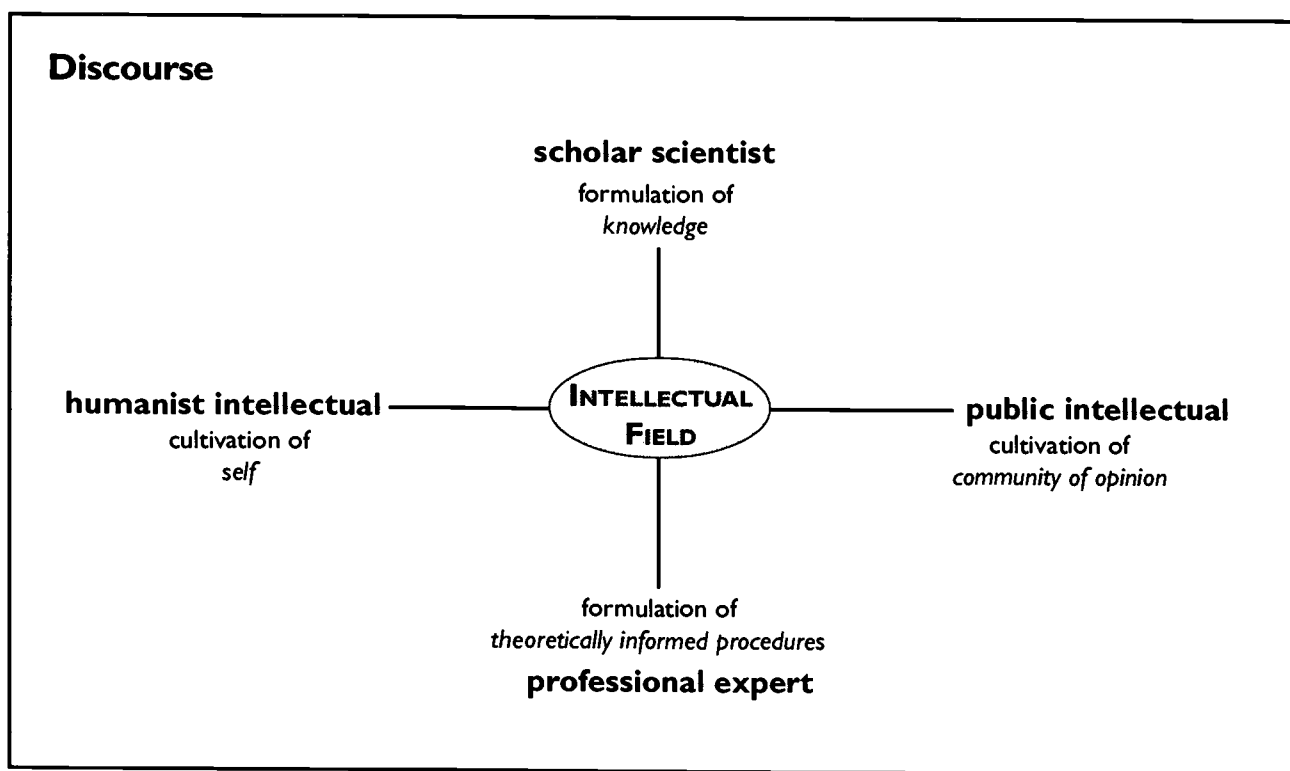 Discourse
scholar scientist
formulation of
knowledge
humanist intellectual
cultivation of
self
INTELLECTUAL
FIELD
public intellectual
cultivation of
community of opinion
formulation of
theoretically informed procedures
professional expert